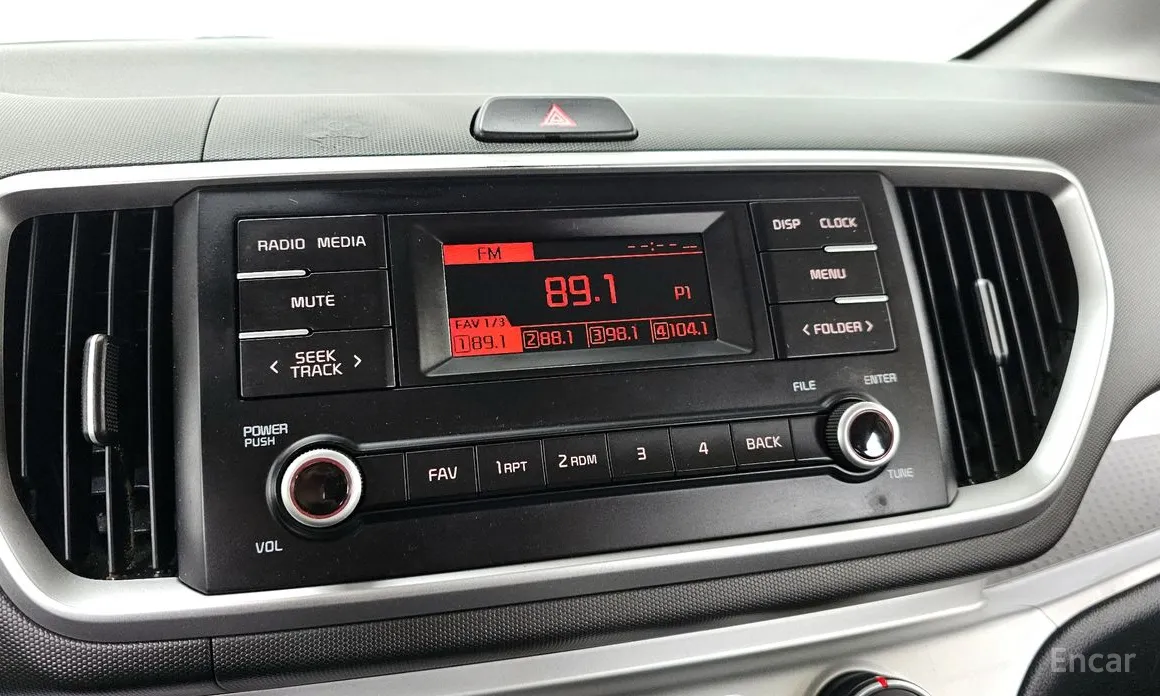 RADIO MEDIA
MUTE
< SEEK >
TRACK
FM
--:-- --
89.1
P1
FAV 1/3
1 89.1 2 88.1 3 98.1 4 104.1
DISP CLOCK
MENU
< FOLDER >
FILE
ENTER
POWER
PUSH
FAV
1 RPT
2 RDM
3
4
BACK
TUNE
VOL
Encar